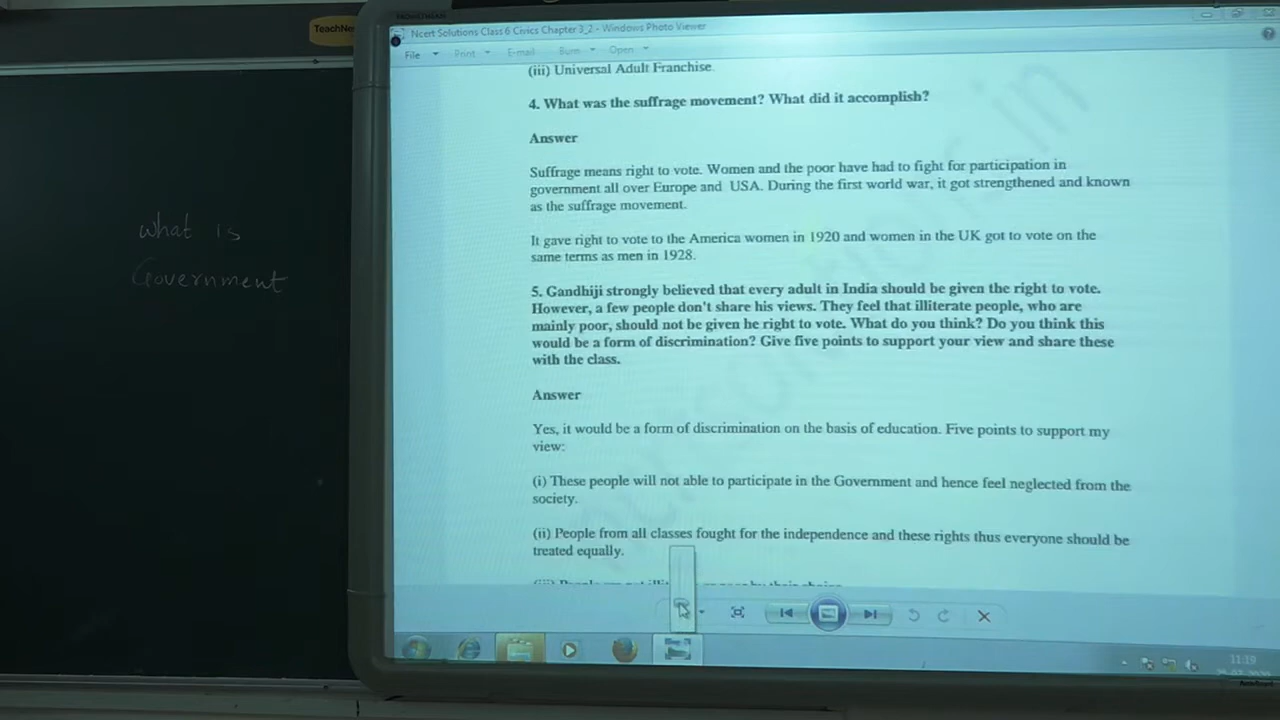 TeachNe
what is
Government
Ncert Solutions Class 6 Civics Chapter 3_2 - Windows Photo Viewer
File Print E-mail Burn Open
(iii) Universal Adult Franchise.
4. What was the suffrage movement? What did it accomplish?
Answer
Suffrage means right to vote. Women and the poor have had to fight for participation in
government all over Europe and USA. During the first world war, it got strengthened and known
as the suffrage movement.
It gave right to vote to the America women in 1920 and women in the UK got to vote on the
same terms as men in 1928.
5. Gandhiji strongly believed that every adult in India should be given the right to vote.
However, a few people don't share his views. They feel that illiterate people, who are
mainly poor, should not be given he right to vote. What do you think? Do you think this
would be a form of discrimination? Give five points to support your view and share these
with the class.
Answer
Yes, it would be a form of discrimination on the basis of education. Five points to support my
view:
(i) These people will not able to participate in the Government and hence feel neglected from the
society.
(ii) People from all classes fought for the independence and these rights thus everyone should be
treated equally.
11:19